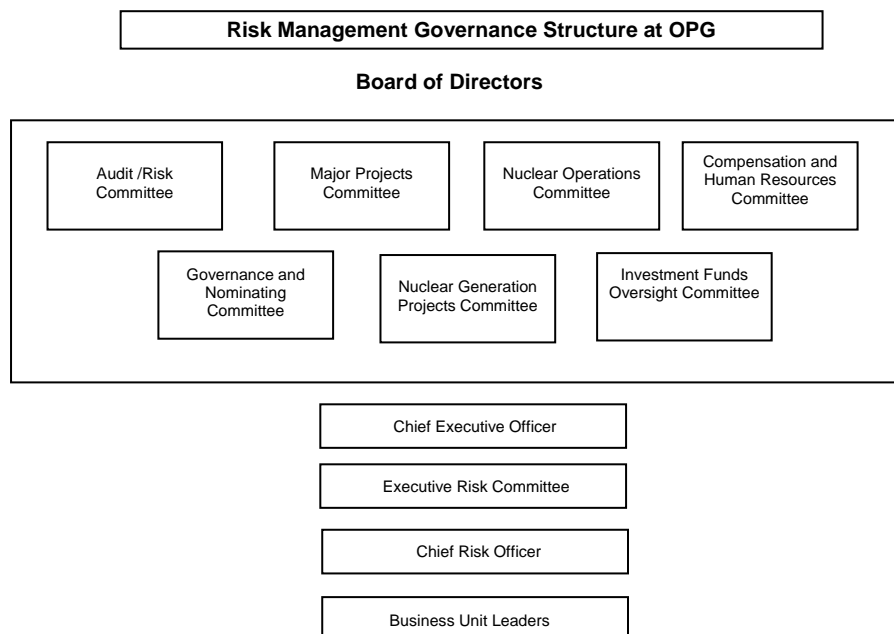 Risk Management Governance Structure at OPG
Board of Directors
Audit /Risk
Committee
Major Projects
Committee
Nuclear Operations
Committee
Compensation and
Human Resources
Committee
Governance and
Nominating
Committee
Nuclear Generation
Projects Committee
Investment Funds
Oversight Committee
Chief Executive Officer
Executive Risk Committee
Chief Risk Officer
Business Unit Leaders